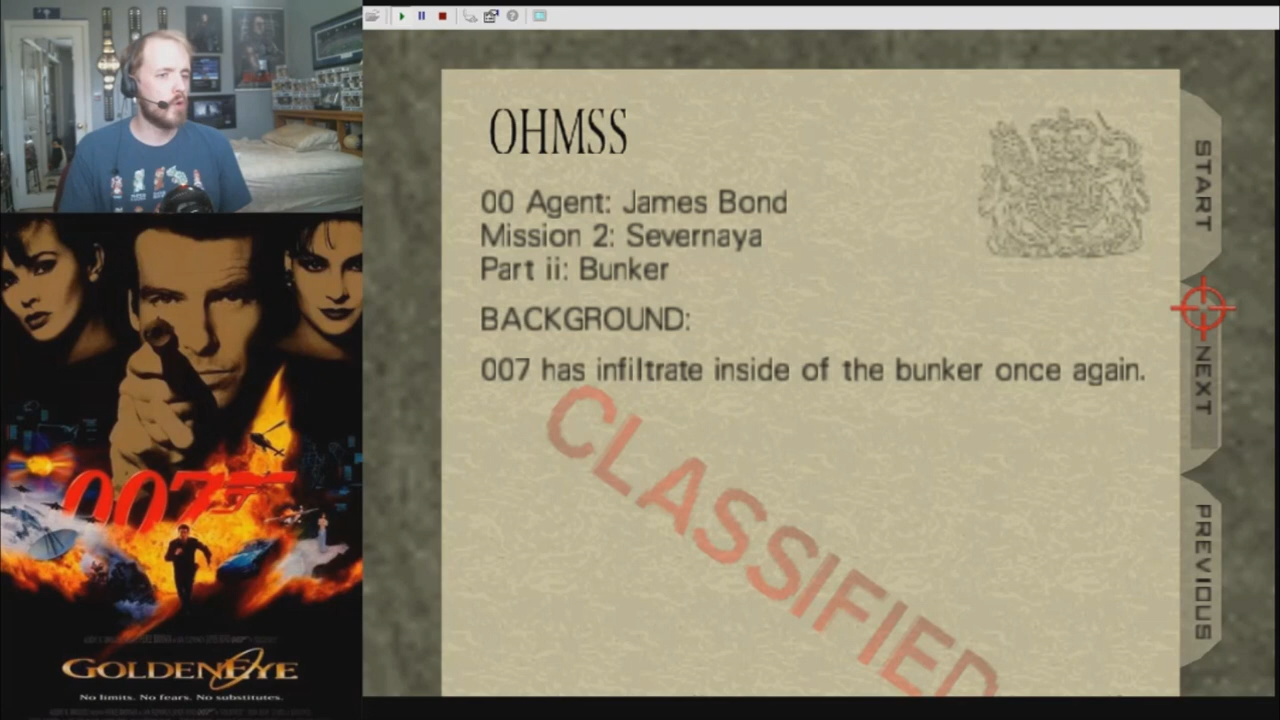 OHMSS
00 Agent: James Bond
Mission 2: Severnaya
Part ii: Bunker
BACKGROUND:
007 has infiltrate inside of the bunker once again.
CLASSIFIED
START
NEXT
PREVIOUS
007
GOLDENEYE
No limits. No fears. No substitutes.